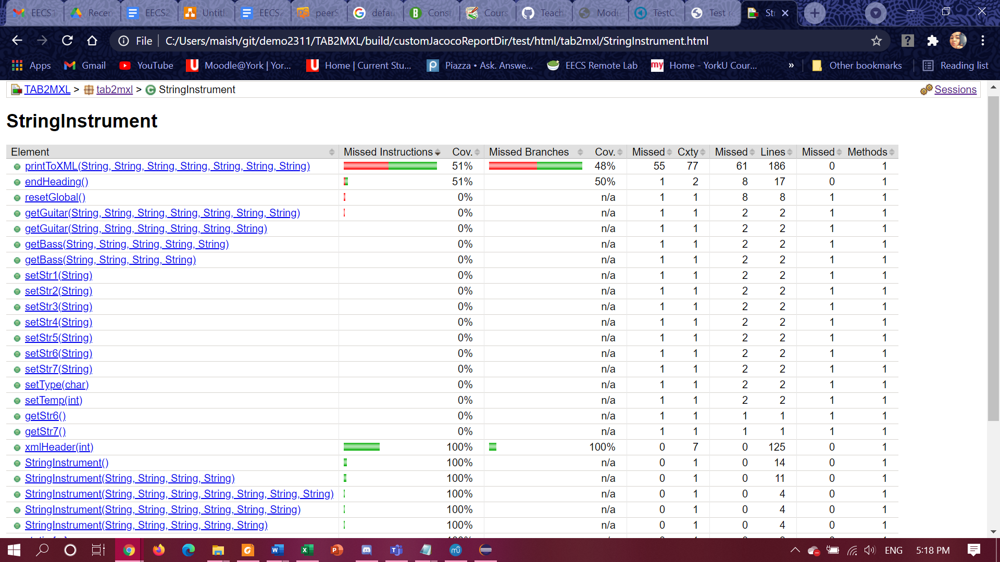 EECS1 Recen EECS2 Untitl EECS2 peerS defau Const Cours Teach Modu TestC Test r St
File C:/Users/maish/git/demo2311/TAB2MXL/build/customJacocoReportDir/test/html/tab2mxl/StringInstrument.html
Apps Gmail YouTube Moodle@York | Yor... Home | Current Stu... Piazza • Ask. Answe... EECS Remote Lab my Home - YorkU Cour... » Other bookmarks Reading list
TAB2MXL > tab2mxl > StringInstrument Sessions
StringInstrument
Element Missed Instructions Cov. Missed Branches Cov. Missed Cxty Missed Lines Missed Methods
printToXML(String, String, String, String, String, String, String) 51% 48% 55 77 61 186 0 1
endHeading() 51% 50% 1 2 8 17 0 1
resetGlobal() 0% n/a 1 1 8 8 1 1
getGuitar(String, String, String, String, String, String, String) 0% n/a 1 1 2 2 1 1
getGuitar(String, String, String, String, String, String) 0% n/a 1 1 2 2 1 1
getBass(String, String, String, String, String) 0% n/a 1 1 2 2 1 1
getBass(String, String, String, String) 0% n/a 1 1 2 2 1 1
setStr1(String) 0% n/a 1 1 2 2 1 1
setStr2(String) 0% n/a 1 1 2 2 1 1
setStr3(String) 0% n/a 1 1 2 2 1 1
setStr4(String) 0% n/a 1 1 2 2 1 1
setStr5(String) 0% n/a 1 1 2 2 1 1
setStr6(String) 0% n/a 1 1 2 2 1 1
setStr7(String) 0% n/a 1 1 2 2 1 1
setType(char) 0% n/a 1 1 2 2 1 1
setTemp(int) 0% n/a 1 1 2 2 1 1
getStr6() 0% n/a 1 1 1 1 1 1
getStr7() 0% n/a 1 1 1 1 1 1
xmlHeader(int) 100% 100% 0 7 0 125 0 1
StringInstrument() 100% n/a 0 1 0 14 0 1
StringInstrument(String, String, String, String) 100% n/a 0 1 0 11 0 1
StringInstrument(String, String, String, String, String, String, String) 100% n/a 0 1 0 4 0 1
StringInstrument(String, String, String, String, String, String) 100% n/a 0 1 0 4 0 1
StringInstrument(String, String, String, String, String) 100% n/a 0 1 0 4 0 1
ENG 5:18 PM